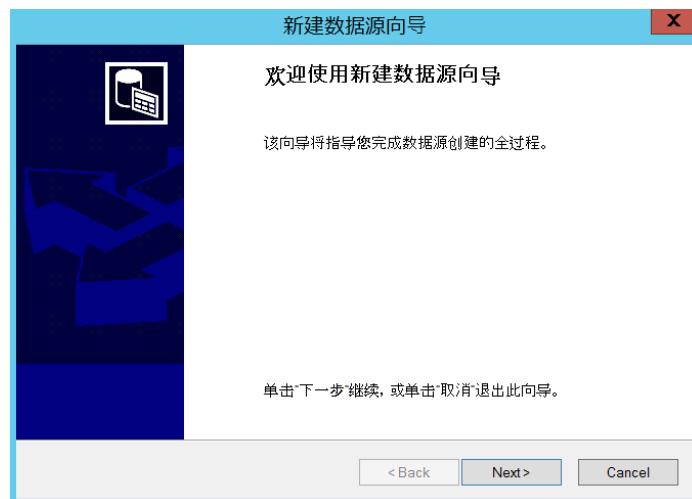 新建数据源向导
X
欢迎使用新建数据源向导
该向导将指导您完成数据源创建的全过程。
单击"下一步"继续, 或单击"取消"退出此向导。
< Back Next > Cancel